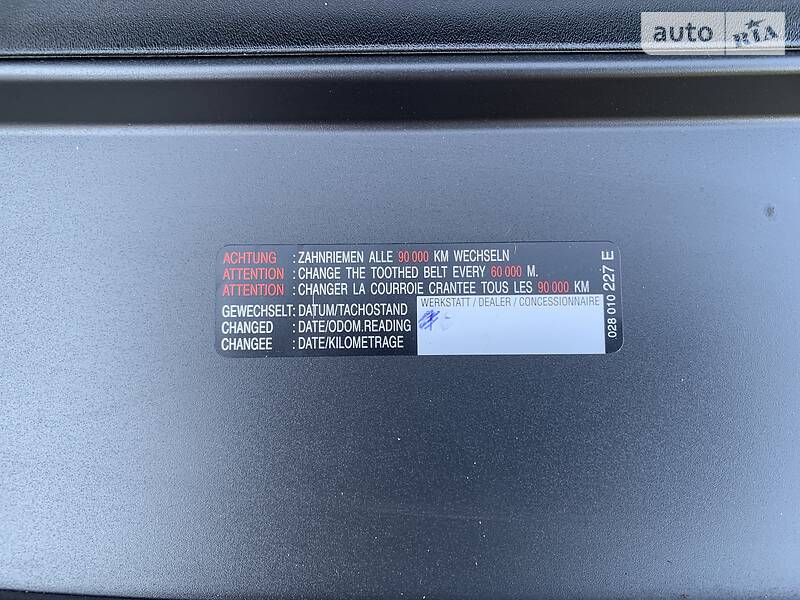 auto RIA
ACHTUNG : ZAHNRIEMEN ALLE 90 000 KM WECHSELN
ATTENTION : CHANGE THE TOOTHED BELT EVERY 60 000 M.
ATTENTION : CHANGER LA COURROIE CRANTEE TOUS LES 90 000 KM
GEWECHSELT: DATUM/TACHOSTAND
CHANGED : DATE/ODOM.READING
CHANGEE : DATE/KILOMETRAGE
WERKSTATT / DEALER / CONCESSIONNAIRE
028 010 227 E